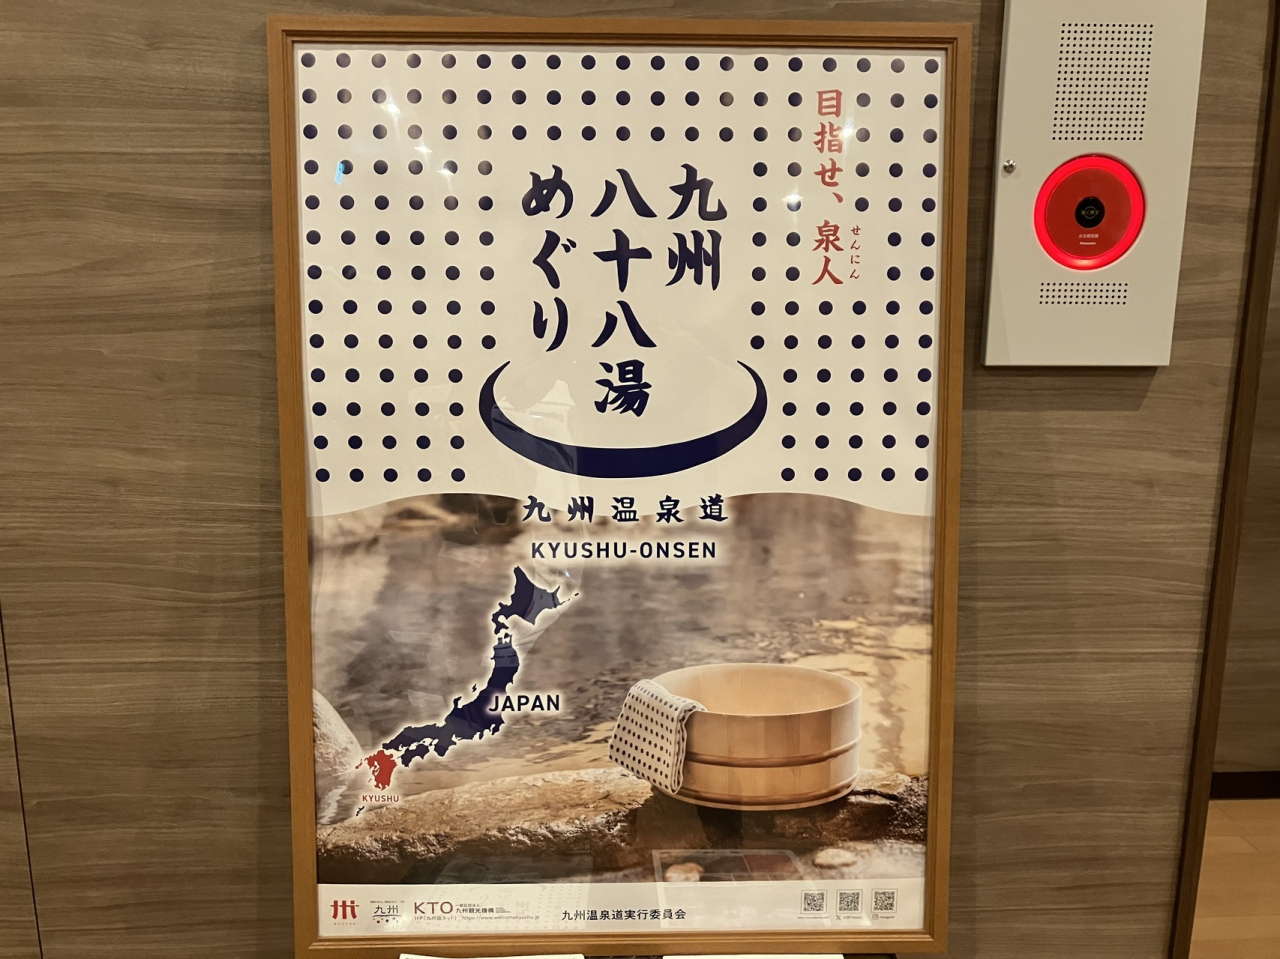 目指せ、泉人
せんにん
九州
八十八湯
めぐり
九州温泉道
KYUSHU-ONSEN
JAPAN
KYUSHU
九州
KTO
九州観光機構
九州温泉道実行委員会